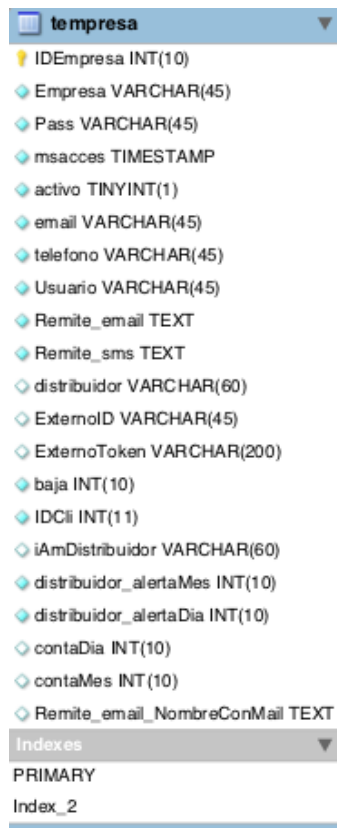 tempresa
IDEmpresa INT(10)
Empresa VARCHAR(45)
Pass VARCHAR(45)
msacces TIMESTAMP
activo TINYINT(1)
email VARCHAR(45)
telefono VARCHAR(45)
Usuario VARCHAR(45)
Remite_email TEXT
Remite_sms TEXT
distribuidor VARCHAR(60)
ExternoID VARCHAR(45)
ExternoToken VARCHAR(200)
baja INT(10)
IDCli INT(11)
iAmDistribuidor VARCHAR(60)
distribuidor_alertaMes INT(10)
distribuidor_alertaDia INT(10)
contaDia INT(10)
contaMes INT(10)
Remite_email_NombreConMail TEXT
Indexes
PRIMARY
Index_2